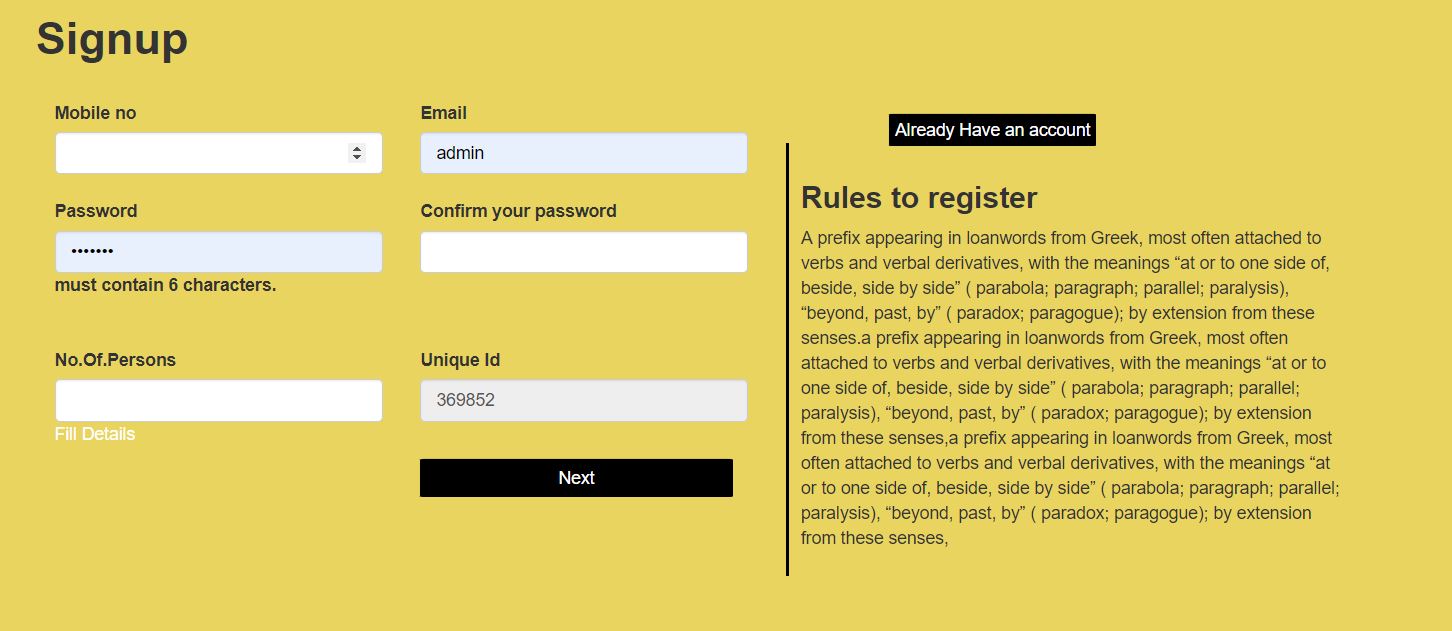 Signup
Mobile no
Email
admin
Password
Confirm your password
•••••••
must contain 6 characters.
No.Of.Persons
Unique Id
369852
Fill Details
Next
Already Have an account
Rules to register
A prefix appearing in loanwords from Greek, most often attached to
verbs and verbal derivatives, with the meanings “at or to one side of,
beside, side by side” ( parabola; paragraph; parallel; paralysis),
“beyond, past, by” ( paradox; paragogue); by extension from these
senses.a prefix appearing in loanwords from Greek, most often
attached to verbs and verbal derivatives, with the meanings “at or to
one side of, beside, side by side” ( parabola; paragraph; parallel;
paralysis), “beyond, past, by” ( paradox; paragogue); by extension
from these senses,a prefix appearing in loanwords from Greek, most
often attached to verbs and verbal derivatives, with the meanings “at
or to one side of, beside, side by side” ( parabola; paragraph; parallel;
paralysis), “beyond, past, by” ( paradox; paragogue); by extension
from these senses,